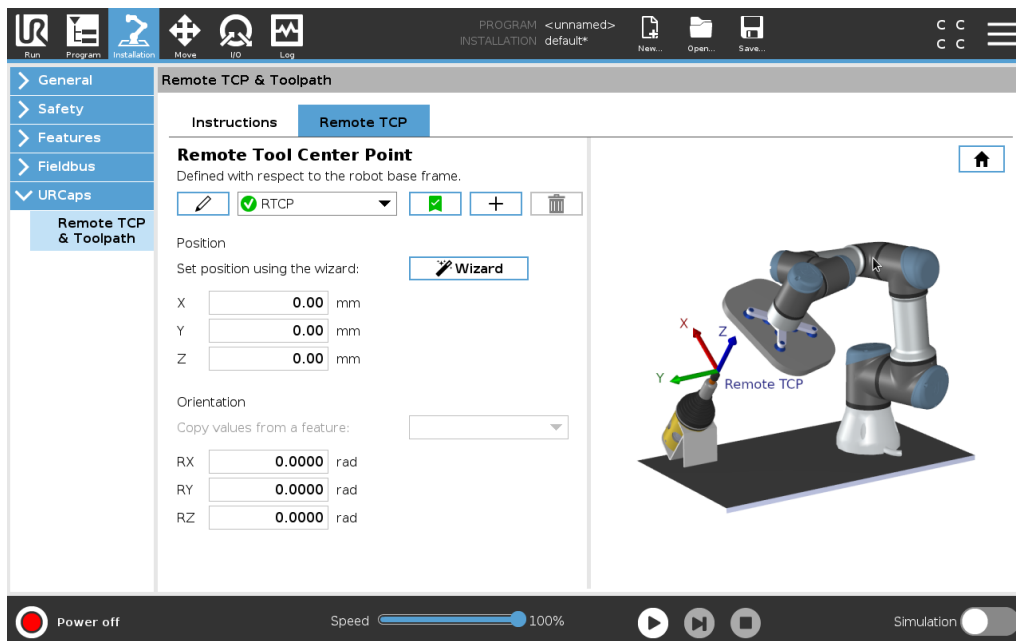 PROGRAM <unnamed>
INSTALLATION default*
Run Program Installation Move I/O Log New... Open... Save...
C C
C C
General
Safety
Features
Fieldbus
URCaps
Remote TCP
& Toolpath
Remote TCP & Toolpath
Instructions Remote TCP
Remote Tool Center Point
Defined with respect to the robot base frame.
RTCP
Position
Set position using the wizard: Wizard
X 0.00 mm
Y 0.00 mm
Z 0.00 mm
Orientation
Copy values from a feature:
RX 0.0000 rad
RY 0.0000 rad
RZ 0.0000 rad
X
Z
Y
Remote TCP
Power off Speed 100% Simulation